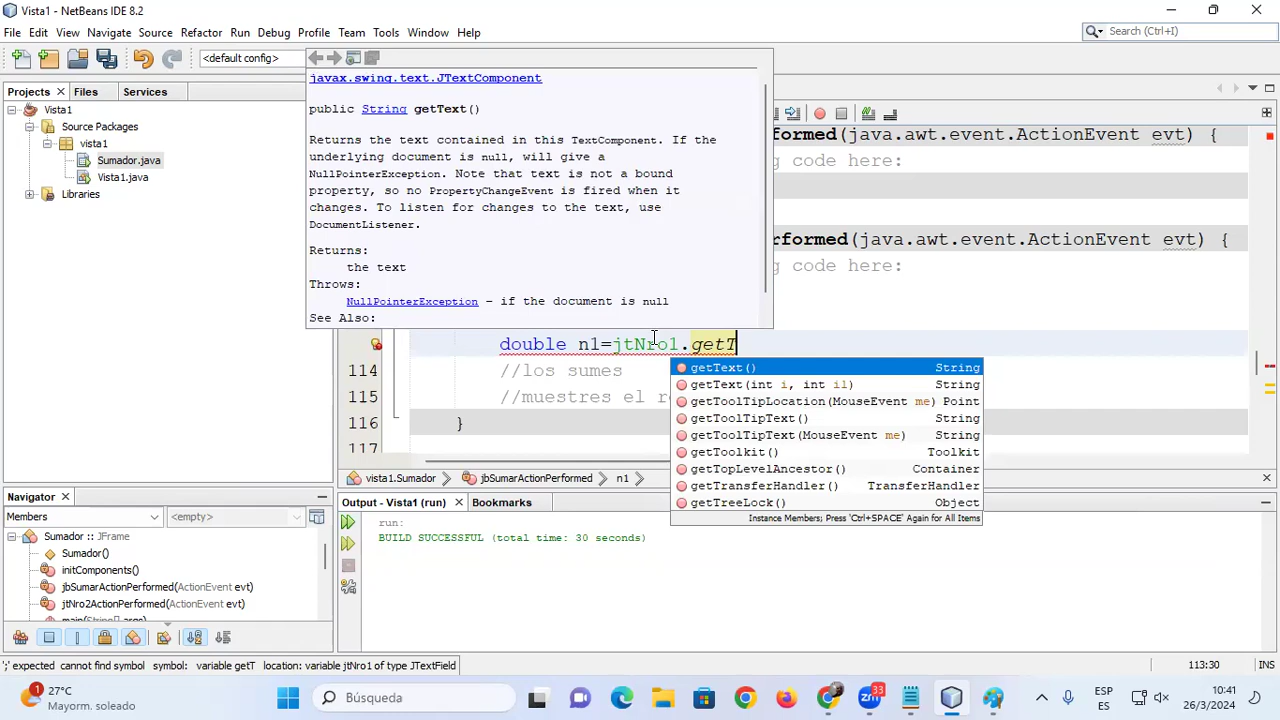 Vista1 - NetBeans IDE 8.2
File Edit View Navigate Source Refactor Run Debug Profile Team Tools Window Help
Search (Ctrl+I)
<default config>
Projects Files Services
Vista1
Source Packages
vista1
Sumador.java
Vista1.java
Libraries
javax.swing.text.JTextComponent
public String getText()
Returns the text contained in this TextComponent. If the
underlying document is null, will give a
NullPointerException. Note that text is not a bound
property, so no PropertyChangeEvent is fired when it
changes. To listen for changes to the text, use
DocumentListener.
Returns:
the text
Throws:
NullPointerException - if the document is null
See Also:
formed(java.awt.event.ActionEvent evt) {
g code here:
rformed(java.awt.event.ActionEvent evt) {
g code here:
double n1=jtNro1.getT
114 //los sumes
115 //muestres el re
116 }
117
getText() String
getText(int i, int i1) String
getToolTipLocation(MouseEvent me) Point
getToolTipText() String
getToolTipText(MouseEvent me) String
getToolkit() Toolkit
getTopLevelAncestor() Container
getTransferHandler() TransferHandler
getTreeLock() Object
Instance Members; Press 'Ctrl+SPACE' Again for All Items
vista1.Sumador jbSumarActionPerformed n1
Navigator
Members <empty>
Sumador :: JFrame
Sumador()
initComponents()
jbSumarActionPerformed(ActionEvent evt)
jtNro2ActionPerformed(ActionEvent evt)
main(String[] args)
Output - Vista1 (run) Bookmarks
run:
BUILD SUCCESSFUL (total time: 30 seconds)
';' expected cannot find symbol symbol: variable getT location: variable jtNro1 of type JTextField
113:30 INS
27°C
Mayorm. soleado
1
Búsqueda
33
ESP
ES
10:41
26/3/2024